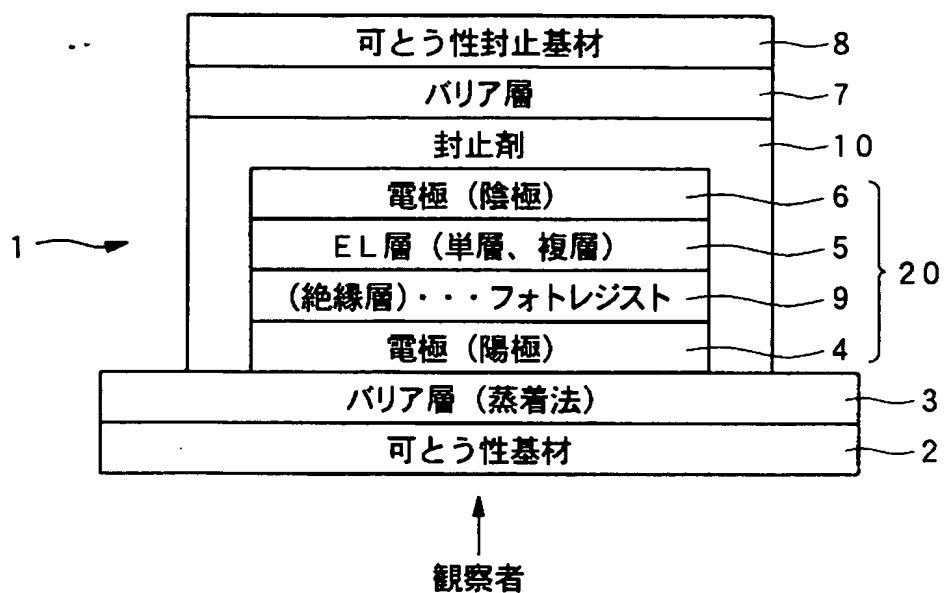 可とう性封止基材 8
バリア層 7
封止剤 10
電極（陰極） 6
EL層（単層、複層） 5
(絶縁層)・・・フォトレジスト 9
電極（陽極） 4
20
1
バリア層（蒸着法） 3
可とう性基材 2
観察者